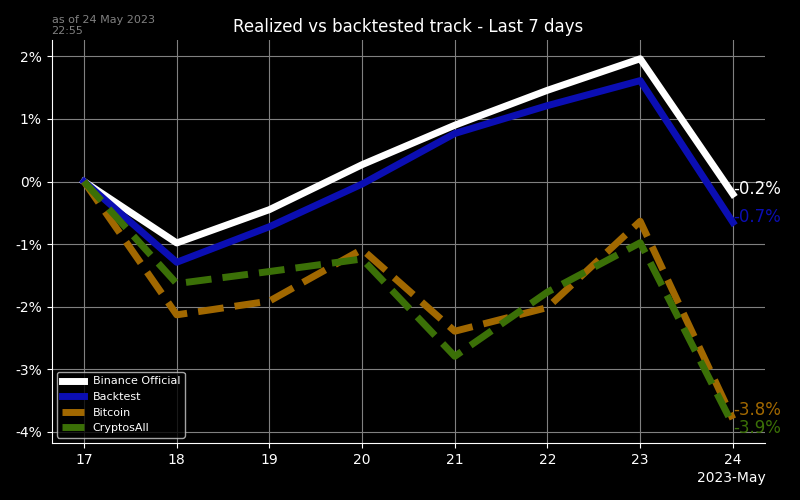 as of 24 May 2023
22:55
Realized vs backtested track - Last 7 days
2%
1%
0%
-1%
-2%
-3%
-4%
-0.2%
-0.7%
-3.8%
-3.9%
Binance Official
Backtest
Bitcoin
CryptosAll
17 18 19 20 21 22 23 24
2023-May